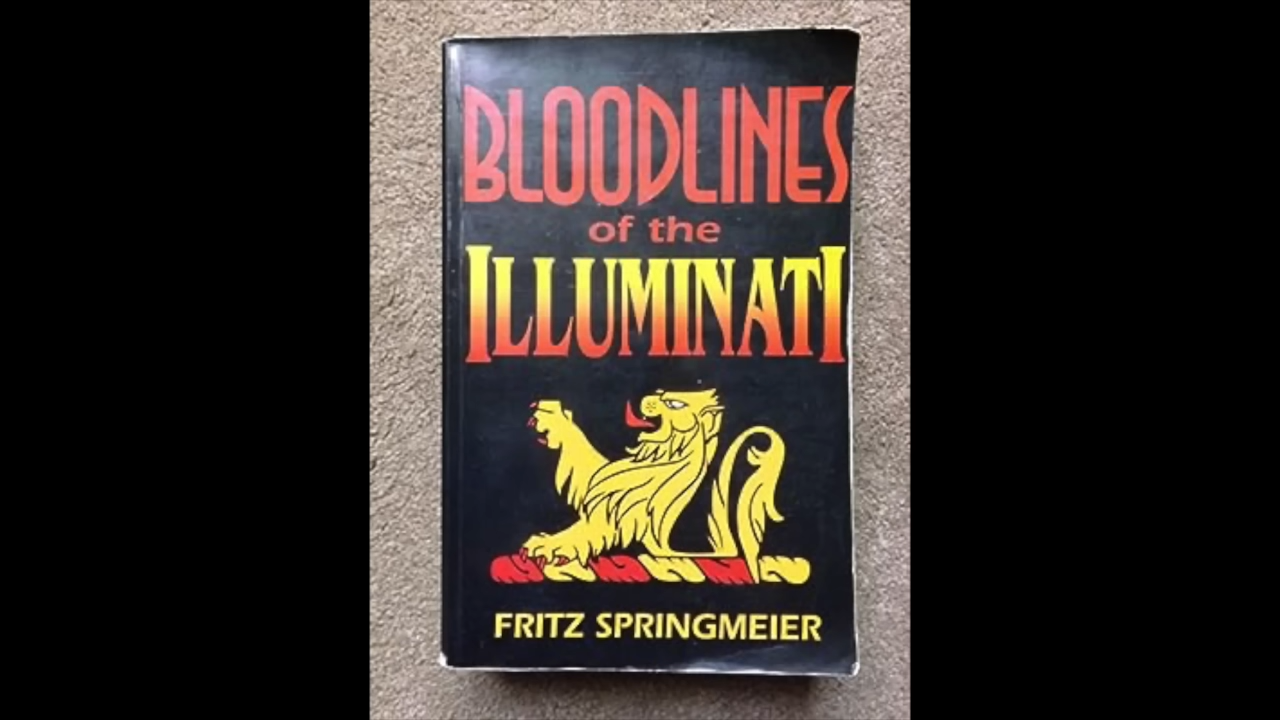 BLOODLINES
of the
ILLUMINATI
FRITZ SPRINGMEIER